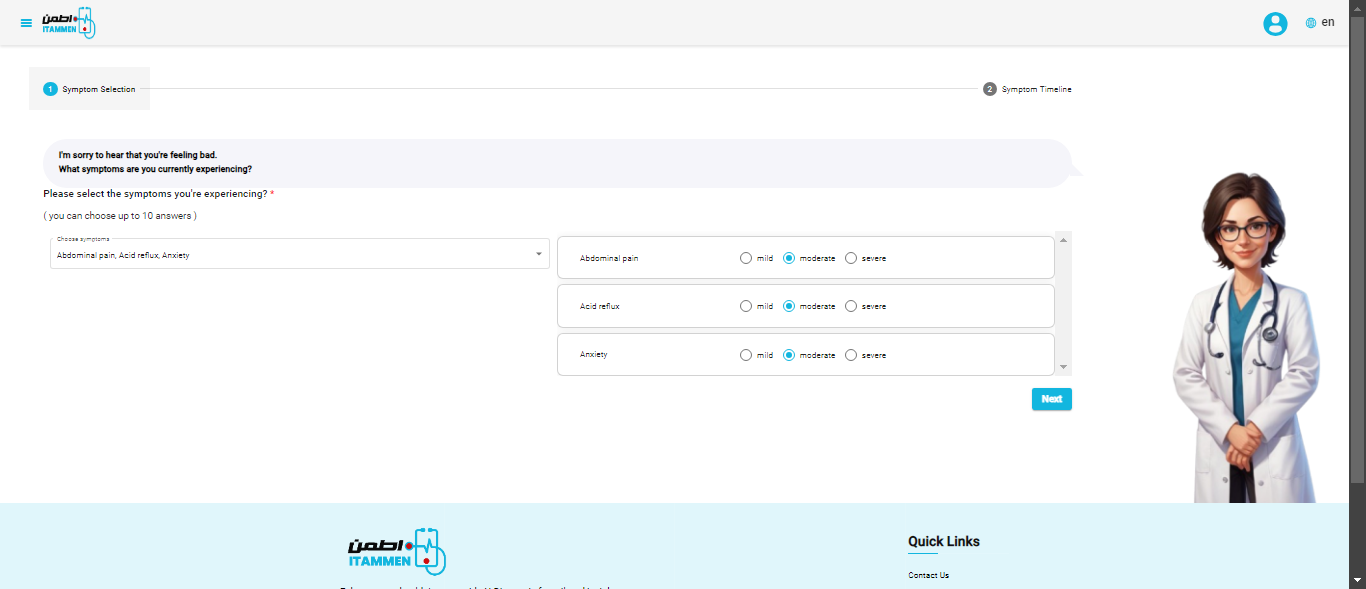 اطمن
ITAMMEN
en
1 Symptom Selection
2 Symptom Timeline
I'm sorry to hear that you're feeling bad.
What symptoms are you currently experiencing?
Please select the symptoms you're experiencing? *
( you can choose up to 10 answers )
Choose symptoms
Abdominal pain, Acid reflux, Anxiety
Abdominal pain mild moderate severe
Acid reflux mild moderate severe
Anxiety mild moderate severe
Next
اطمن
ITAMMEN
Quick Links
Contact Us